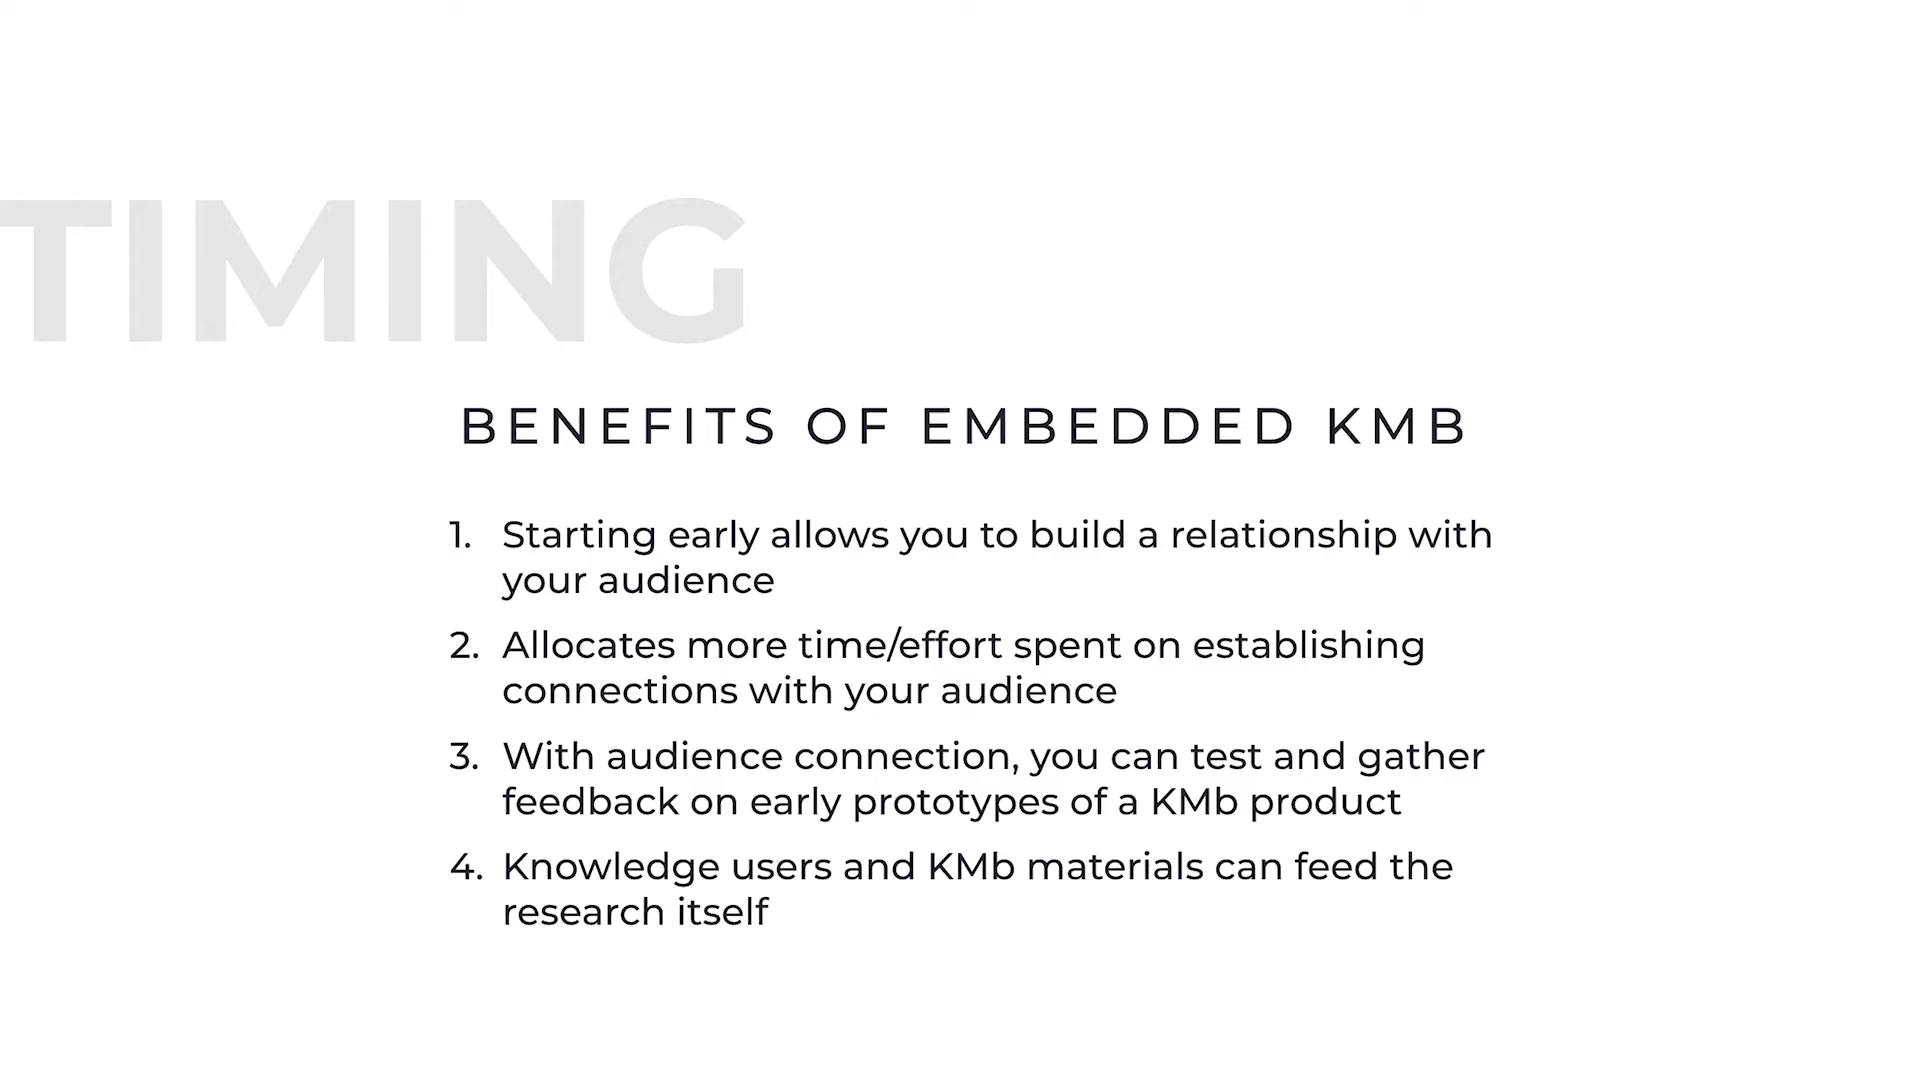 TIMING
BENEFITS OF EMBEDDED KMB
1. Starting early allows you to build a relationship with
your audience
2. Allocates more time/effort spent on establishing
connections with your audience
3. With audience connection, you can test and gather
feedback on early prototypes of a KMb product
4. Knowledge users and KMb materials can feed the
research itself